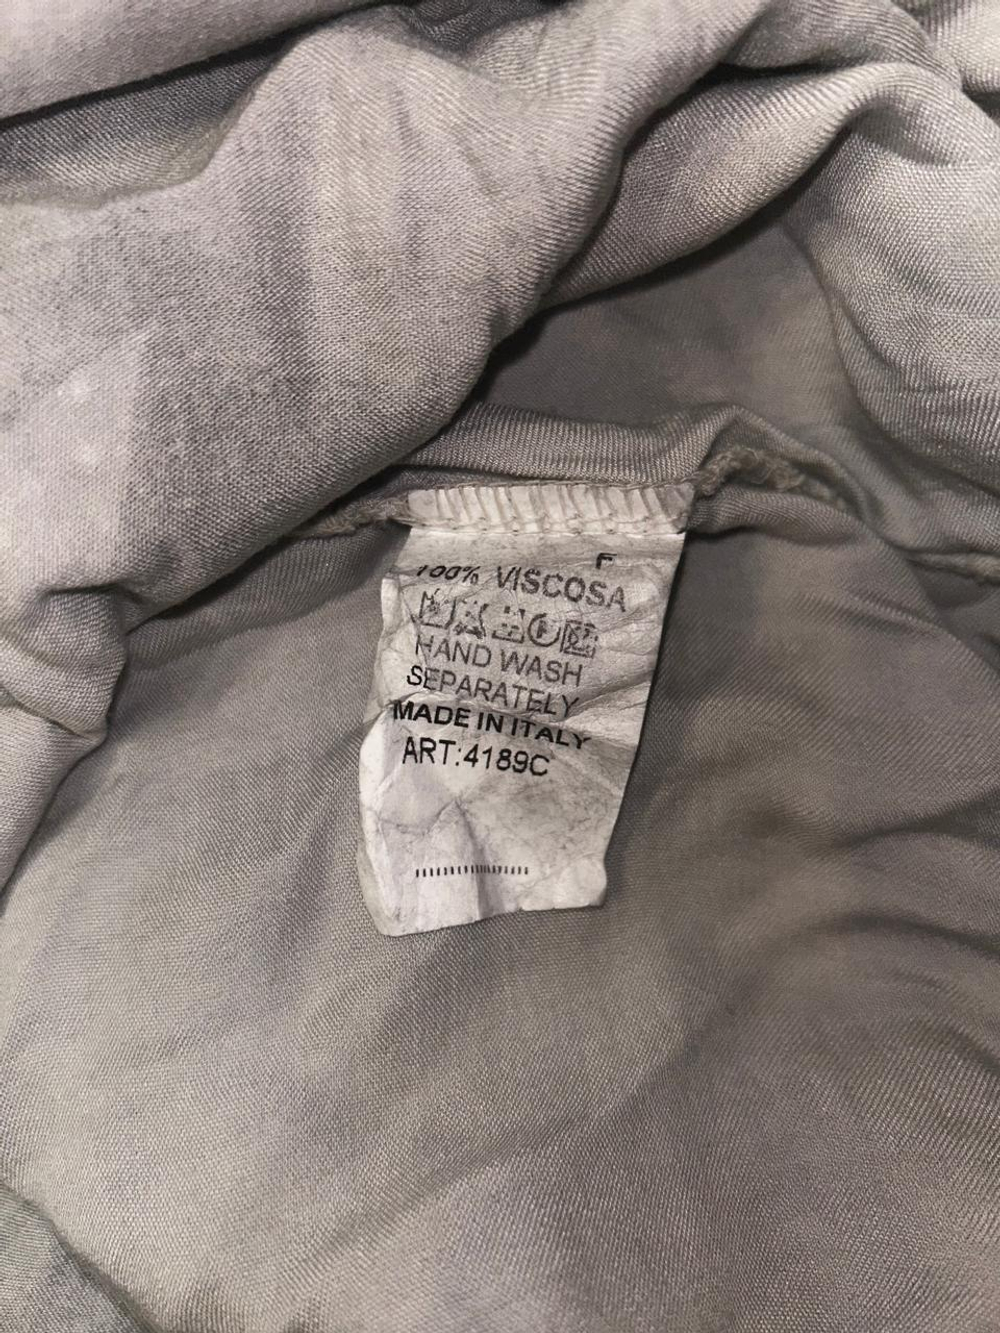 F
100% VISCOSA
HAND WASH
SEPARATELY
MADE IN ITALY
ART:4189C